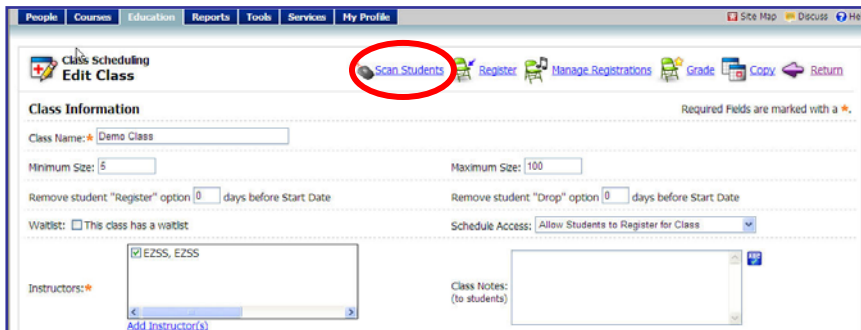 People Courses Education Reports Tools Services My Profile Site Map Discuss He
Class Scheduling
Edit Class
Scan Students Register Manage Registrations Grade Copy Return
Class Information Required Fields are marked with a *.
Class Name:* Demo Class
Minimum Size: 5 Maximum Size: 100
Remove student "Register" option 0 days before Start Date Remove student "Drop" option 0 days before Start Date
Waitlist: This class has a waitlist Schedule Access: Allow Students to Register for Class
EZSS, EZSS
Instructors:* Class Notes:
(to students)
Add Instructor(s)